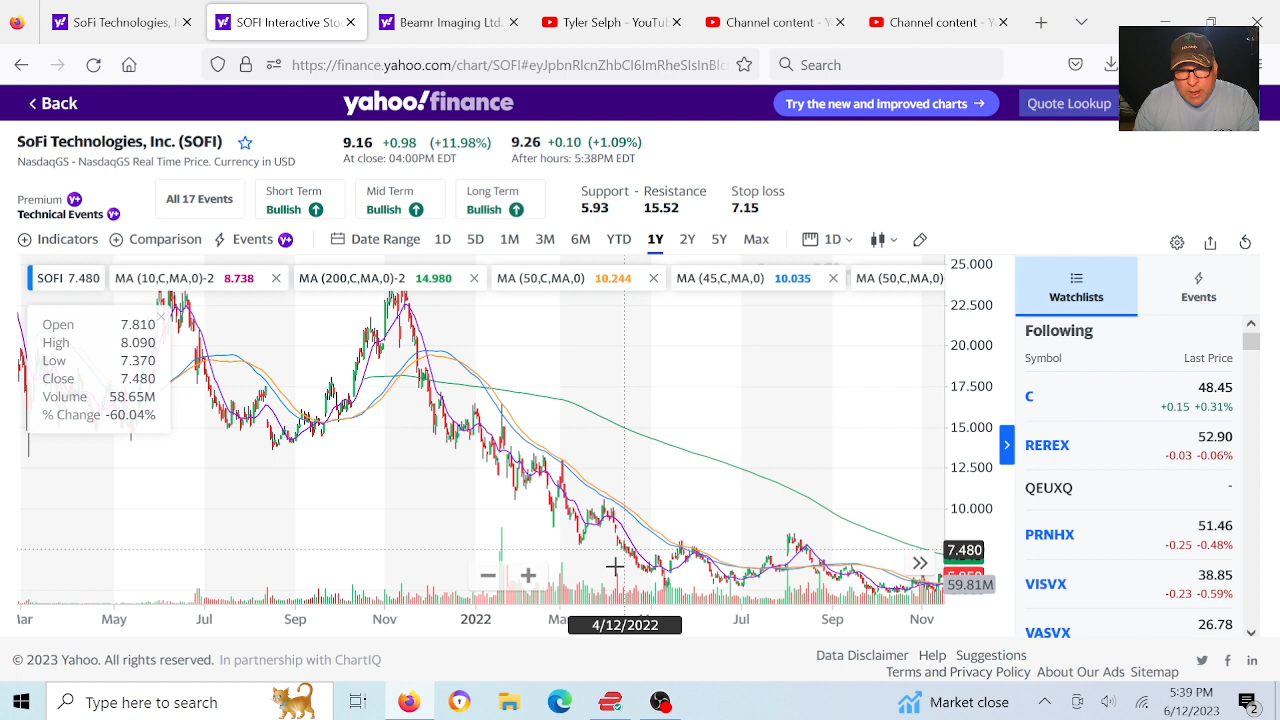 SOFI Technologies, Inc.
SOFI Interactive Sto
Beamr Imaging Ltd.
Tyler Selph - YouTu
Channel content - Y
channel - closed - Y
https://finance.yahoo.com/chart/SOFI#eyJpbnRlcnZhbCI6ImRheSIsInBlc
Search
< Back
yahoo!finance
Try the new and improved charts →
Quote Lookup
SoFi Technologies, Inc. (SOFI)
9.16 +0.98 (+11.98%)
At close: 04:00PM EDT
9.26 +0.10 (+1.09%)
After hours: 5:38PM EDT
NasdaqGS - NasdaqGS Real Time Price. Currency in USD
Premium Y+
Technical Events Y+
All 17 Events
Short Term
Bullish
Mid Term
Bullish
Long Term
Bullish
Support - Resistance
5.93 15.52
Stop loss
7.15
Indicators
Comparison
Events Y+
Date Range
1D 5D 1M 3M 6M YTD 1Y 2Y 5Y Max
1D
SOFI 7.480
MA (10,C,MA,0)-2 8.738
MA (200,C,MA,0)-2 14.980
MA (50,C,MA,0) 10.244
MA (45,C,MA,0) 10.035
MA (50,C,MA,0)
Open 7.810
High 8.090
Low 7.370
Close 7.480
Volume 58.65M
% Change -60.04%
25.000
22.500
20.000
17.500
15.000
12.500
10.000
7.480
59.81M
May Jul Sep Nov 2022
4/12/2022
Jul Sep Nov
Watchlists
Events
Following
Symbol Last Price
C 48.45
+0.15 +0.31%
REREX 52.90
-0.03 -0.06%
QEUXQ -
PRNHX 51.46
-0.25 -0.48%
VISVX 38.85
-0.23 -0.59%
VASVX 26.78
© 2023 Yahoo. All rights reserved. In partnership with ChartIQ
Data Disclaimer Help Suggestions
Terms and Privacy Policy About Our Ads Sitemap
Type here to search
Market close
5:39 PM
6/12/2023
2